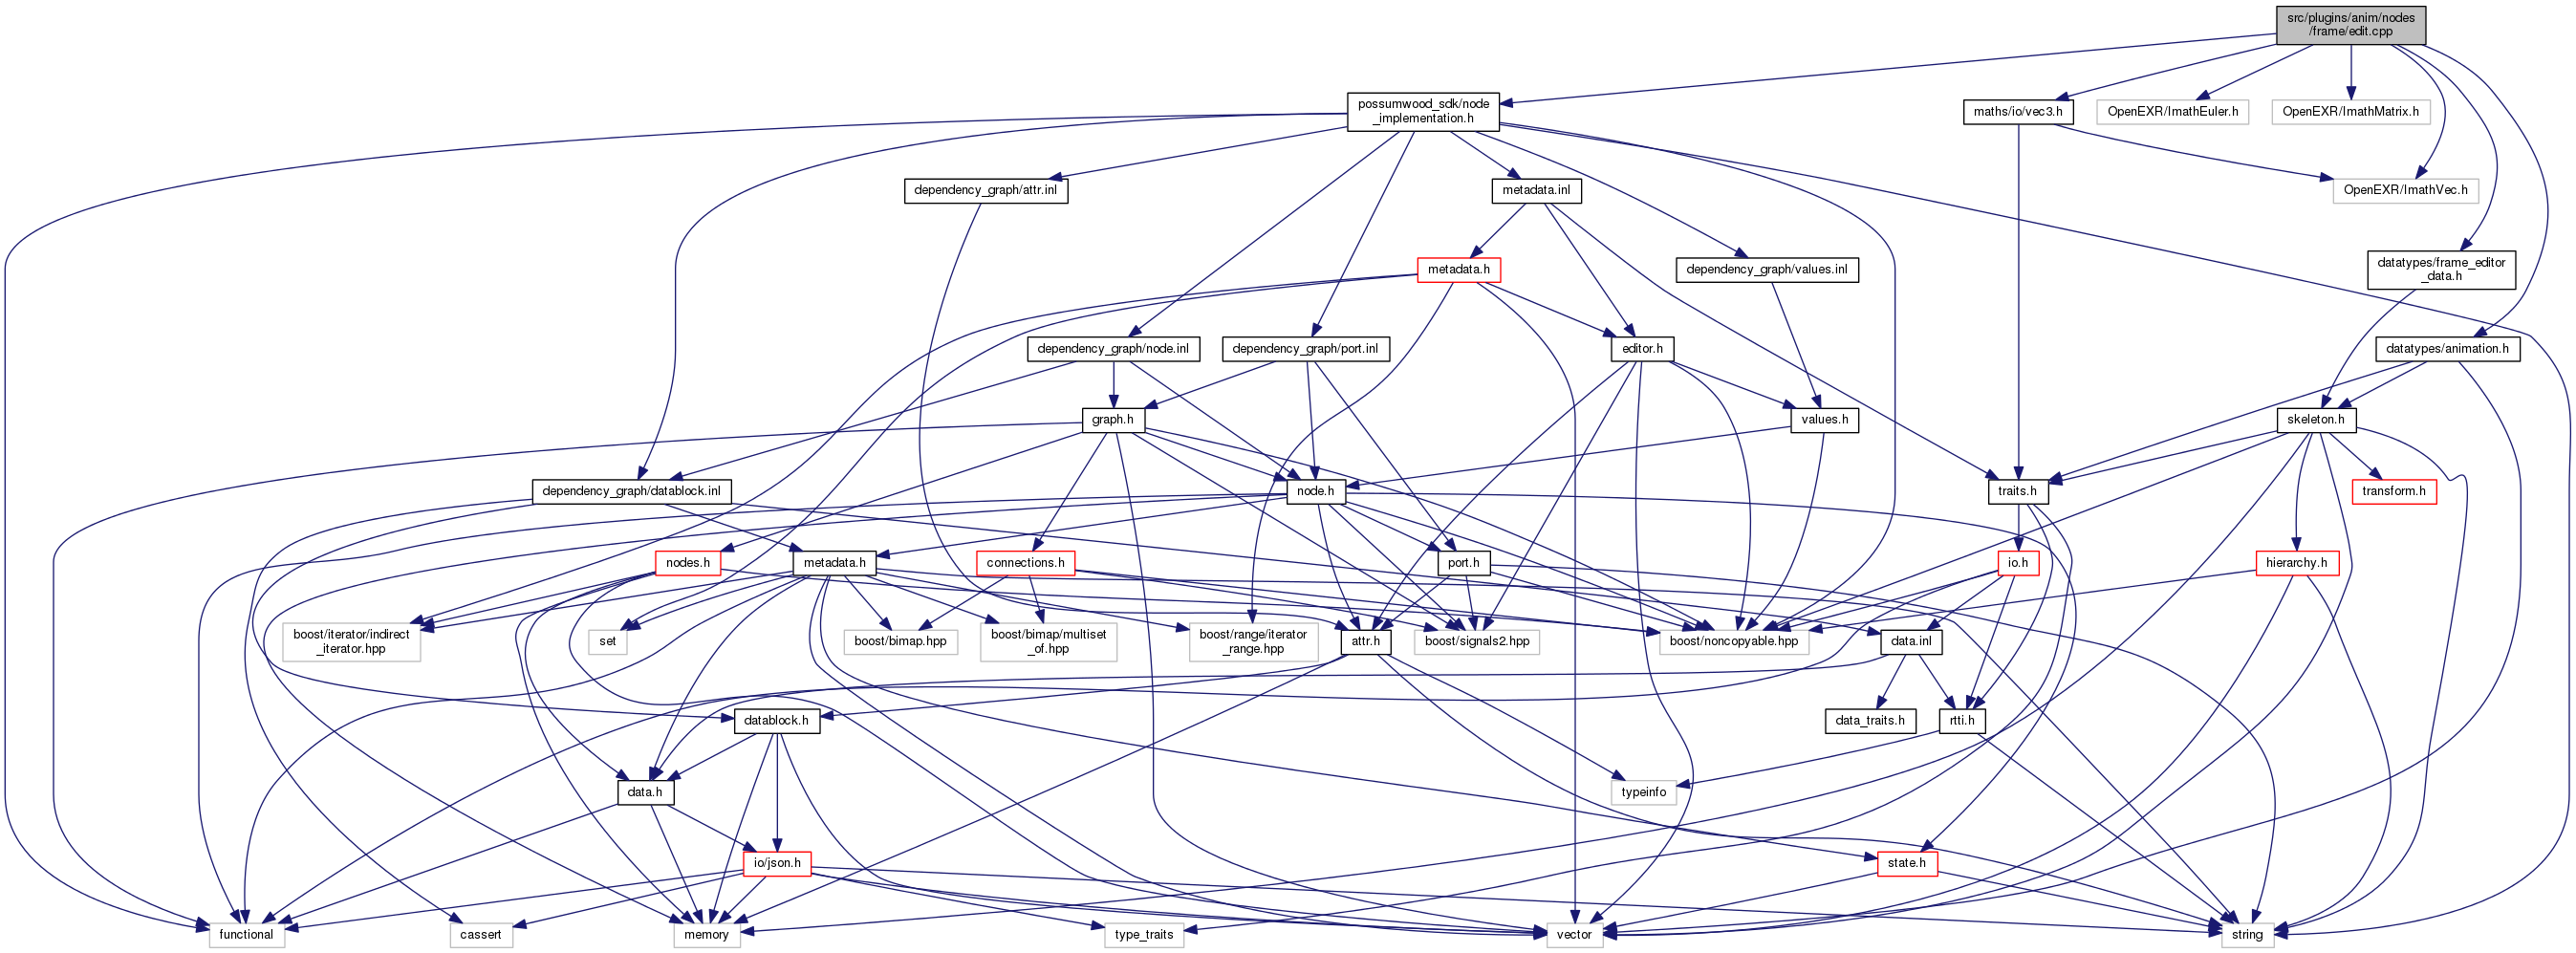 src/plugins/anim/nodes
/frame/edit.cpp
possumwood_sdk/node
_implementation.h
maths/io/vec3.h
OpenEXR/ImathEuler.h
OpenEXR/ImathMatrix.h
dependency_graph/attr.inl
metadata.inl
OpenEXR/ImathVec.h
metadata.h
dependency_graph/values.inl
datatypes/frame_editor
_data.h
dependency_graph/node.inl
dependency_graph/port.inl
editor.h
datatypes/animation.h
graph.h
values.h
skeleton.h
dependency_graph/datablock.inl
node.h
traits.h
transform.h
nodes.h
metadata.h
connections.h
port.h
io.h
hierarchy.h
boost/iterator/indirect
_iterator.hpp
set
boost/bimap.hpp
boost/bimap/multiset
_of.hpp
boost/range/iterator
_range.hpp
attr.h
boost/signals2.hpp
boost/noncopyable.hpp
data.inl
datablock.h
data_traits.h
rtti.h
data.h
typeinfo
io/json.h
state.h
functional
cassert
memory
type_traits
vector
string